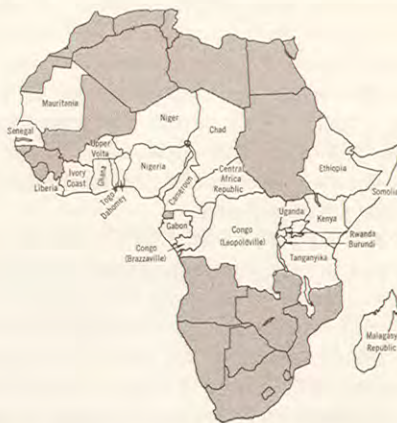 Mauritania
Niger
Chad
Senegal
Upper
Volta
Nigeria
Ethiopia
Somolia
Liberia
Ivory
Coast
Ghana
Togo
Dahomey
Cameroon
Central
Africa
Republic
Uganda
Kenya
Gabon
Congo
(Leopoldville)
Rwanda
Burundi
Congo
(Brazzaville)
Tanganyika
Malagasy
Republic